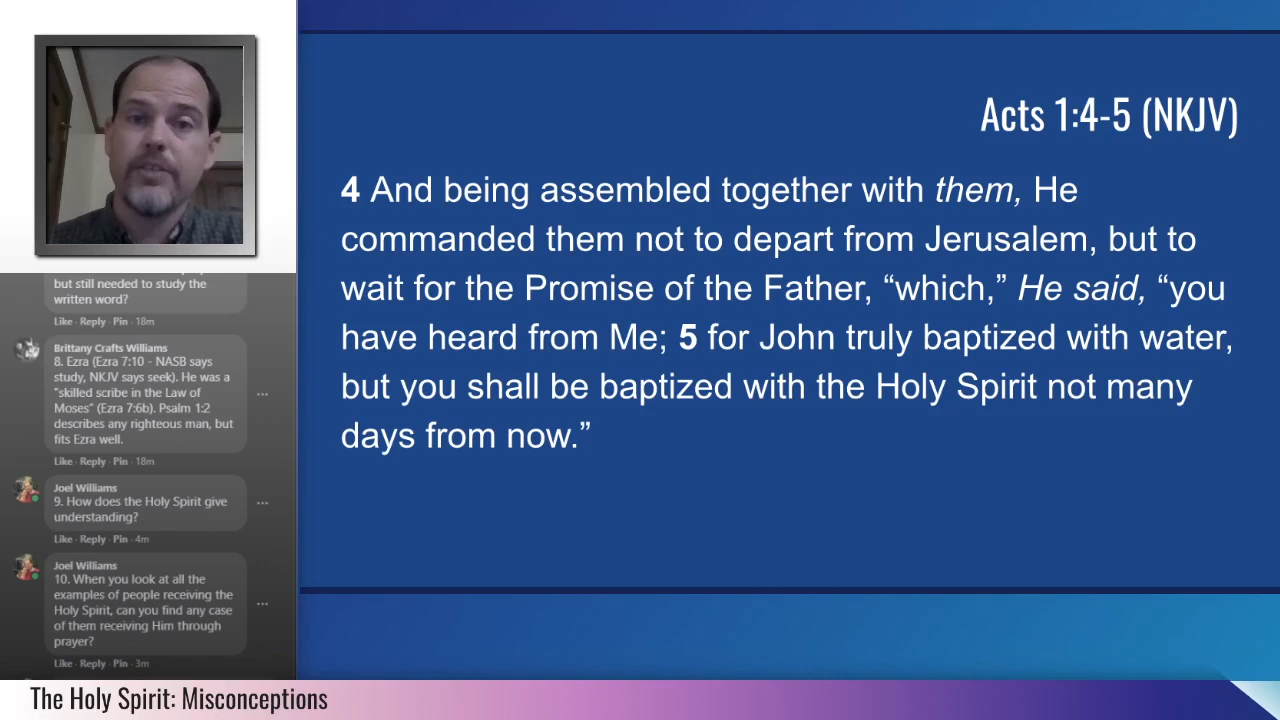 but still needed to study the
written word?
Like · Reply · Pin · 18m
Brittany Crafts Williams
8. Ezra (Ezra 7:10 - NASB says
study, NKJV says seek). He was a
"skilled scribe in the Law of
Moses" (Ezra 7:6b). Psalm 1:2
describes any righteous man, but
fits Ezra well.
Like · Reply · Pin · 18m
Joel Williams
9. How does the Holy Spirit give
understanding?
Like · Reply · Pin · 4m
Joel Williams
10. When you look at all the
examples of people receiving the
Holy Spirit, can you find any case
of them receiving Him through
prayer?
Like · Reply · Pin · 3m
Acts 1:4-5 (NKJV)
4 And being assembled together with them, He
commanded them not to depart from Jerusalem, but to
wait for the Promise of the Father, “which,” He said, “you
have heard from Me; 5 for John truly baptized with water,
but you shall be baptized with the Holy Spirit not many
days from now.”
The Holy Spirit: Misconceptions